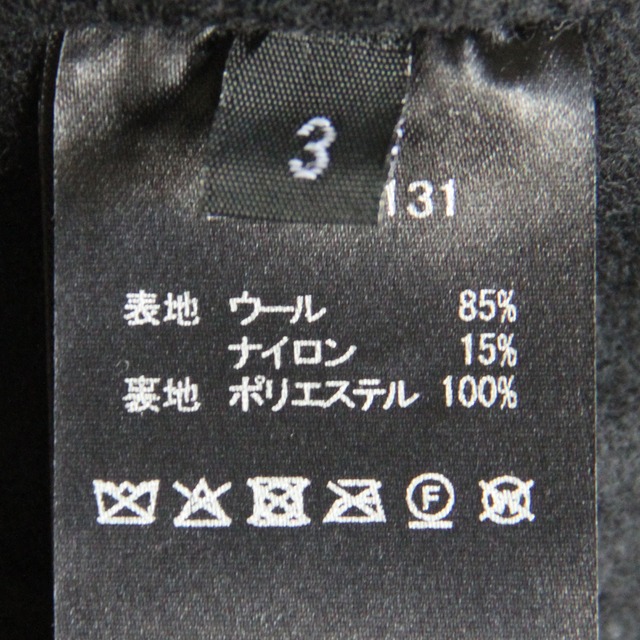 3
131
表地 ウール 85%
ナイロン 15%
裏地 ポリエステル 100%
F W